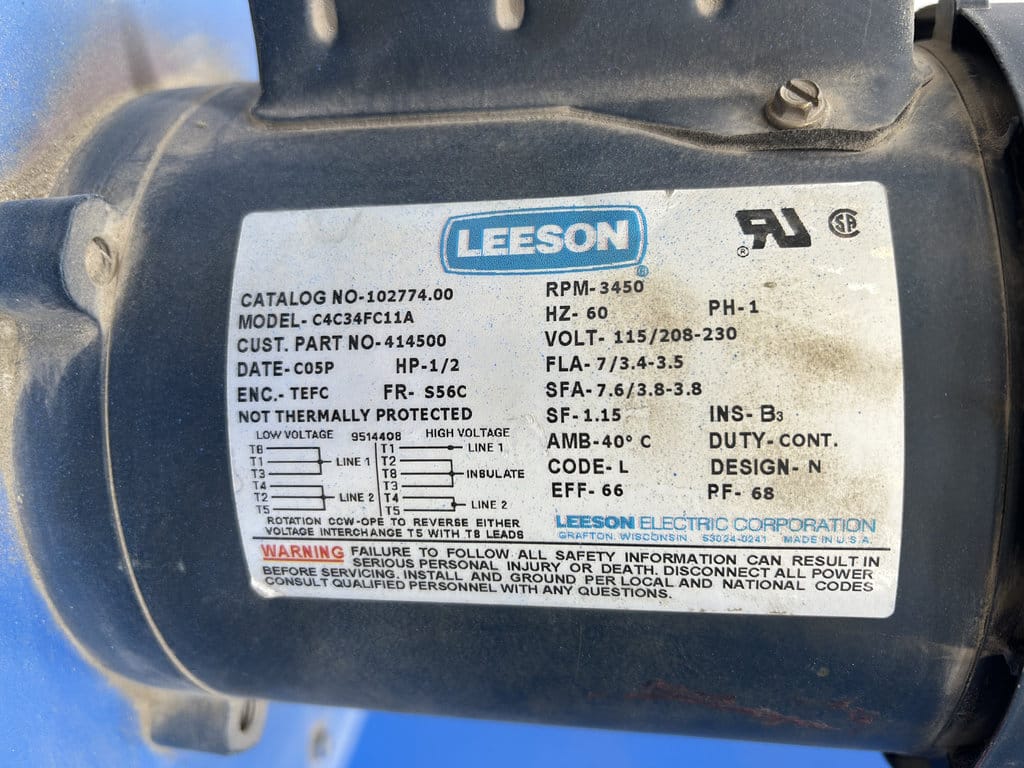 LEESON
®
® SA
CATALOG NO-102774.00
MODEL- C4C34FC11A
CUST. PART NO-414500
DATE- C05P HP-1/2
ENC.- TEFC FR- S56C
NOT THERMALLY PROTECTED
RPM-3450
HZ- 60 PH-1
VOLT- 115/208-230
FLA- 7/3.4-3.5
SFA-7.6/3.8-3.8
SF-1.15 INS- B3
AMB-40° C DUTY-CONT.
CODE- L DESIGN- N
EFF- 66 PF- 68
LOW VOLTAGE 9514408 HIGH VOLTAGE
T8
T1
T3
T4
T2
T5
LINE 1
LINE 2
T1
T2
T8
T3
T4
T5
LINE 1
INSULATE
LINE 2
ROTATION CCW-OPE TO REVERSE EITHER
VOLTAGE INTERCHANGE T5 WITH T8 LEADS
LEESON ELECTRIC CORPORATION
GRAFTON, WISCONSIN 53024-0241 MADE IN U.S.A.
WARNING FAILURE TO FOLLOW ALL SAFETY INFORMATION CAN RESULT IN
SERIOUS PERSONAL INJURY OR DEATH. DISCONNECT ALL POWER
BEFORE SERVICING. INSTALL AND GROUND PER LOCAL AND NATIONAL CODES
CONSULT QUALIFIED PERSONNEL WITH ANY QUESTIONS.